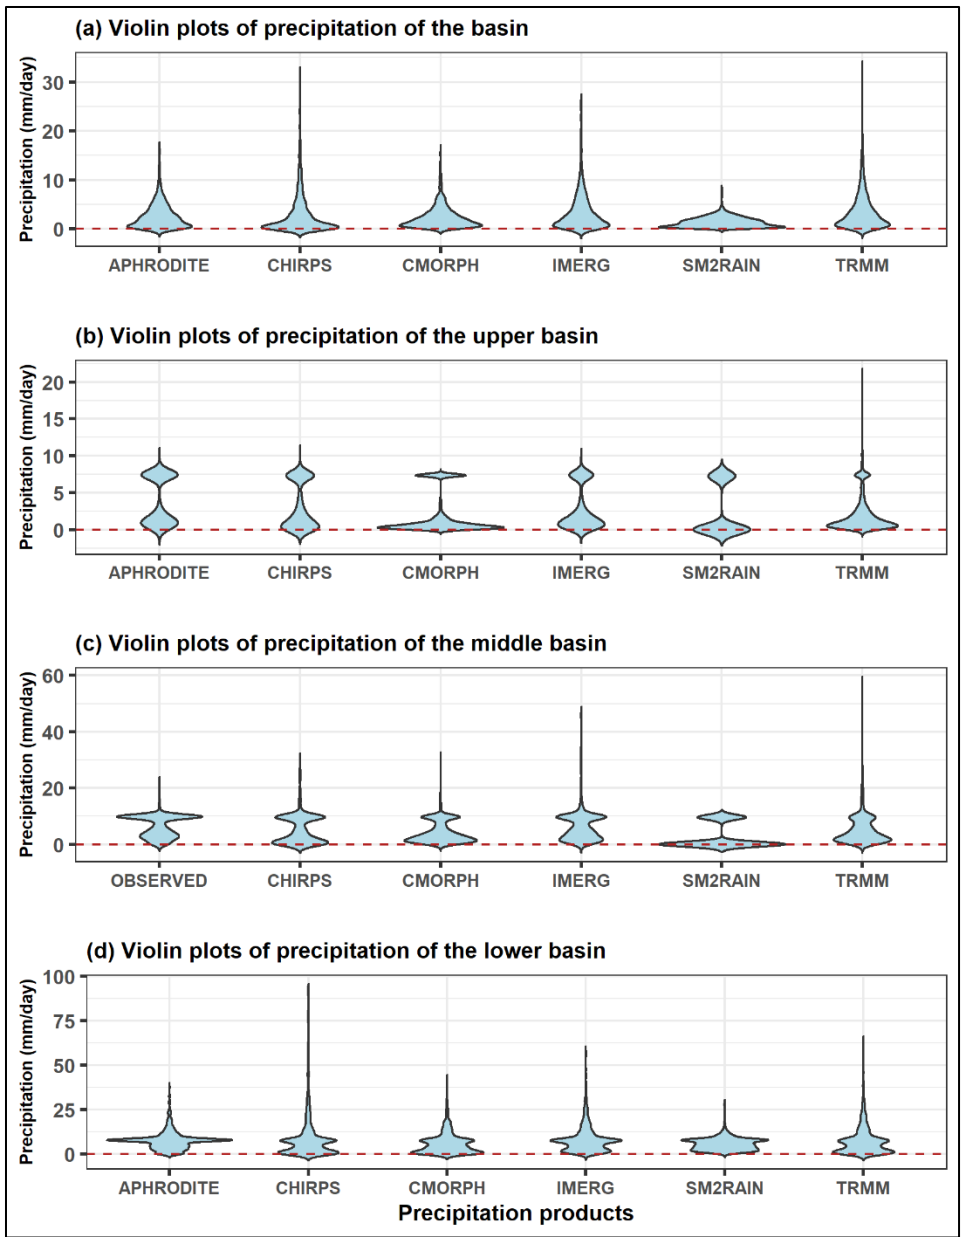 (a) Violin plots of precipitation of the basin
Precipitation (mm/day)
30
20
10
0
APHRODITE CHIRPS CMORPH IMERG SM2RAIN TRMM
(b) Violin plots of precipitation of the upper basin
Precipitation (mm/day)
20
15
10
5
0
APHRODITE CHIRPS CMORPH IMERG SM2RAIN TRMM
(c) Violin plots of precipitation of the middle basin
Precipitation (mm/day)
60
40
20
0
OBSERVED CHIRPS CMORPH IMERG SM2RAIN TRMM
(d) Violin plots of precipitation of the lower basin
Precipitation (mm/day)
100
75
50
25
0
APHRODITE CHIRPS CMORPH IMERG SM2RAIN TRMM
Precipitation products